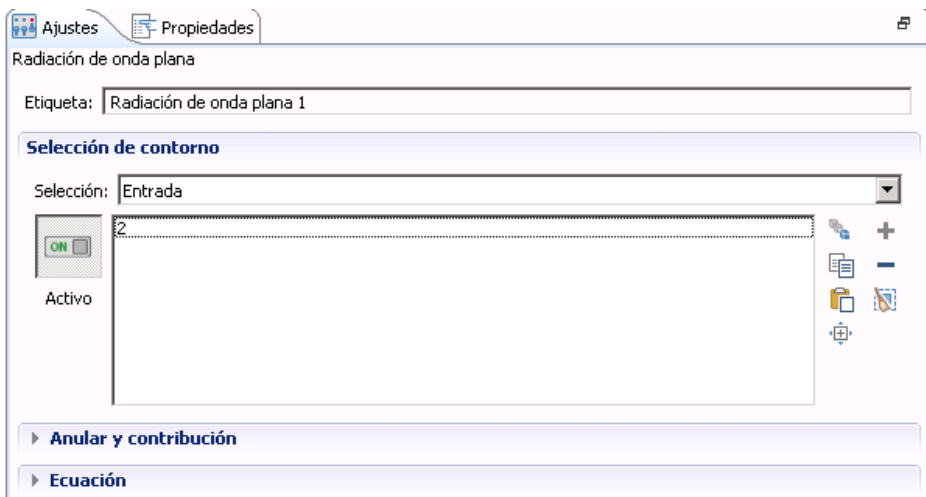 Ajustes Propiedades
Radiación de onda plana
Etiqueta: Radiación de onda plana 1
Selección de contorno
Selección: Entrada
2
ON
Activo
Anular y contribución
Ecuación